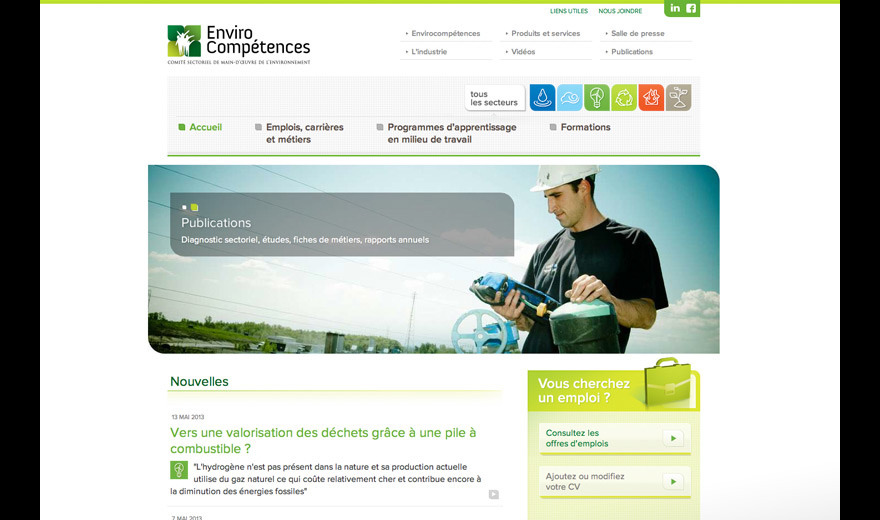 LIENS UTILES NOUS JOINDRE
in
Enviro
Compétences
COMITÉ SECTORIEL DE MAIN-D'ŒUVRE DE L'ENVIRONNEMENT
Envirocompétences
Produits et services
Salle de presse
L'industrie
Vidéos
Publications
tous
les secteurs
Accueil
Emplois, carrières
et métiers
Programmes d'apprentissage
en milieu de travail
Formations
Publications
Diagnostic sectoriel, études, fiches de métiers, rapports annuels
Nouvelles
13 MAI 2013
Vers une valorisation des déchets grâce à une pile à
combustible ?
"L'hydrogène n'est pas présent dans la nature et sa production actuelle
utilise du gaz naturel ce qui coûte relativement cher et contribue encore à
la diminution des énergies fossiles"
7 MAI 2013
Vous cherchez
un emploi ?
Consultez les
offres d'emplois
Ajoutez ou modifiez
votre CV